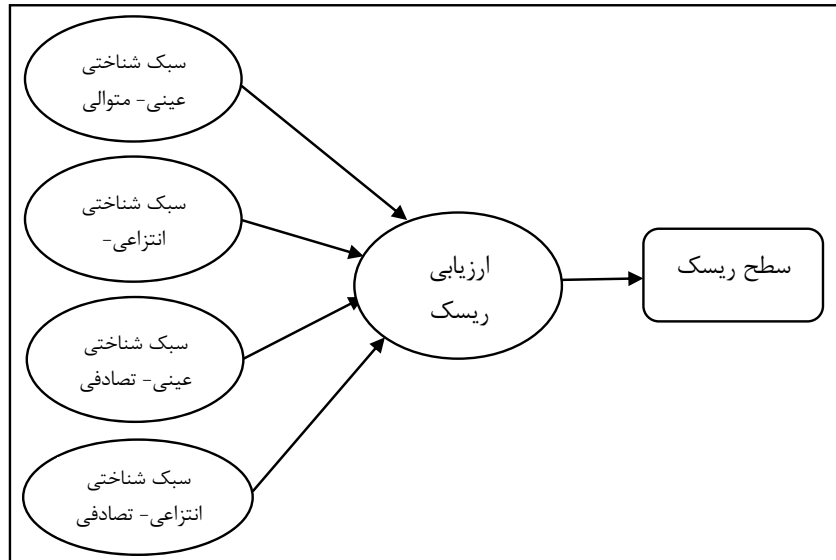 سبک شناختی
عینی- متوالی
سبک شناختی
انتزاعی-
سبک شناختی
عینی- تصادفی
سبک شناختی
انتزاعی- تصادفی
ارزیابی
ریسک
سطح ریسک